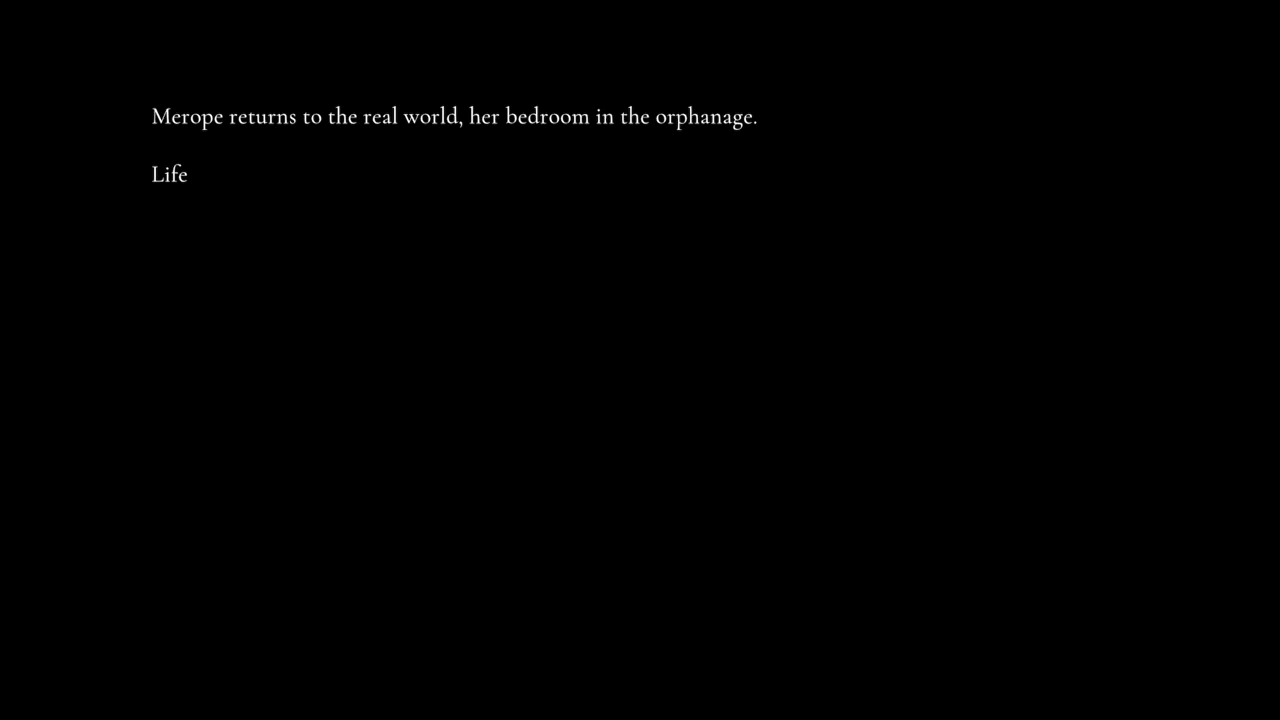 Merope returns to the real world, her bedroom in the orphanage.
Life